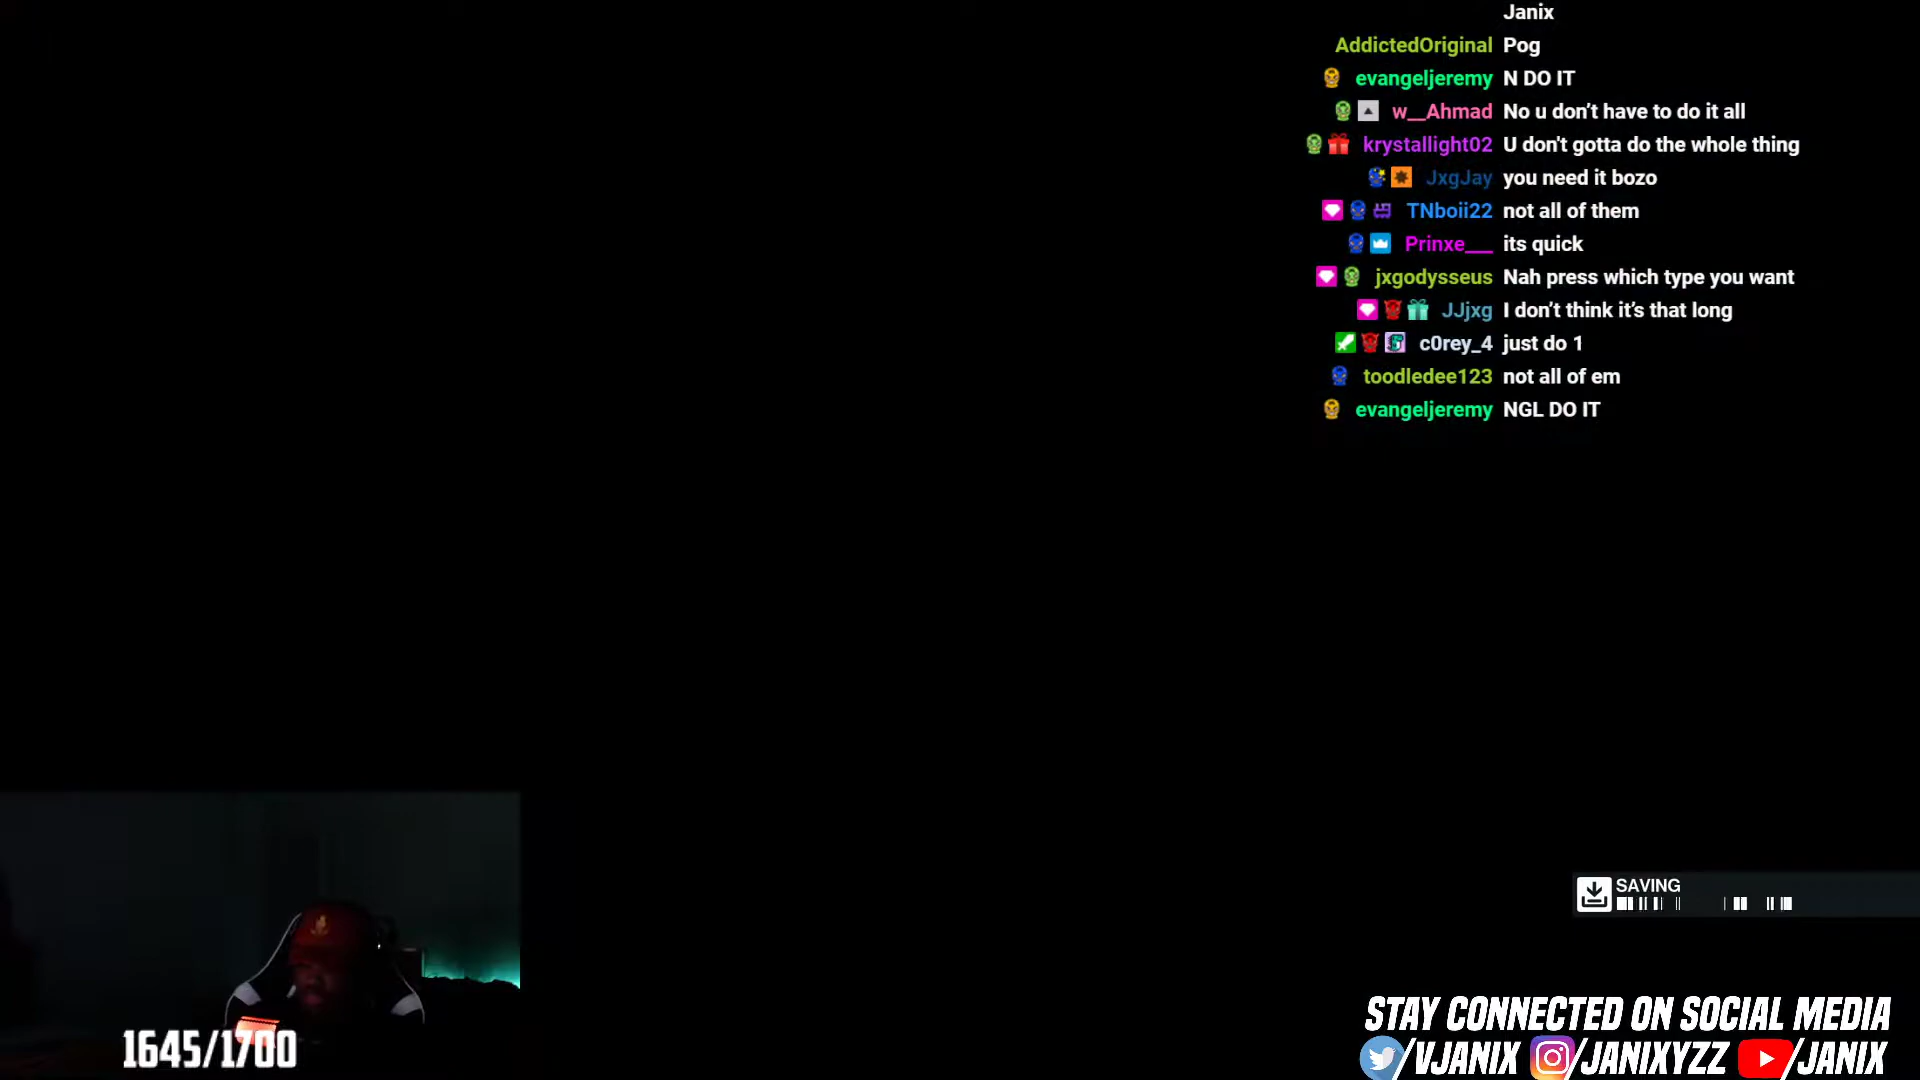 Janix
AddictedOriginal Pog
evangeljeremy N DO IT
w__Ahmad No u don't have to do it all
krystallight02 U don't gotta do the whole thing
JxgJay you need it bozo
TNboii22 not all of them
Prinxe___ its quick
jxgodysseus Nah press which type you want
JJjxg I don't think it's that long
c0rey_4 just do 1
toodledee123 not all of em
evangeljeremy NGL DO IT
SAVING
1645/1700
STAY CONNECTED ON SOCIAL MEDIA
/VJANIX /JANIXYZZ /JANIX